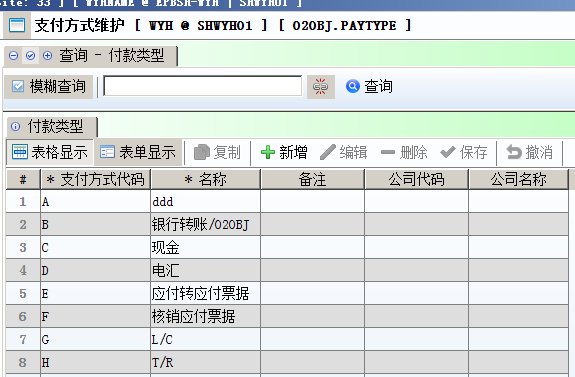 site: 33 ] [ WYHNAME @ EPBSH-WYH | SHWYH01 ]
支付方式维护 [ WYH @ SHWYH01 ] [ 020BJ.PAYTYPE ]
查询 - 付款类型
模糊查询 查询
付款类型
表格显示 表单显示 复制 新增 编辑 删除 保存 撤消
# * 支付方式代码 * 名称 备注 公司代码 公司名称
1 A ddd
2 B 银行转账/020BJ
3 C 现金
4 D 电汇
5 E 应付转应付票据
6 F 核销应付票据
7 G L/C
8 H T/R